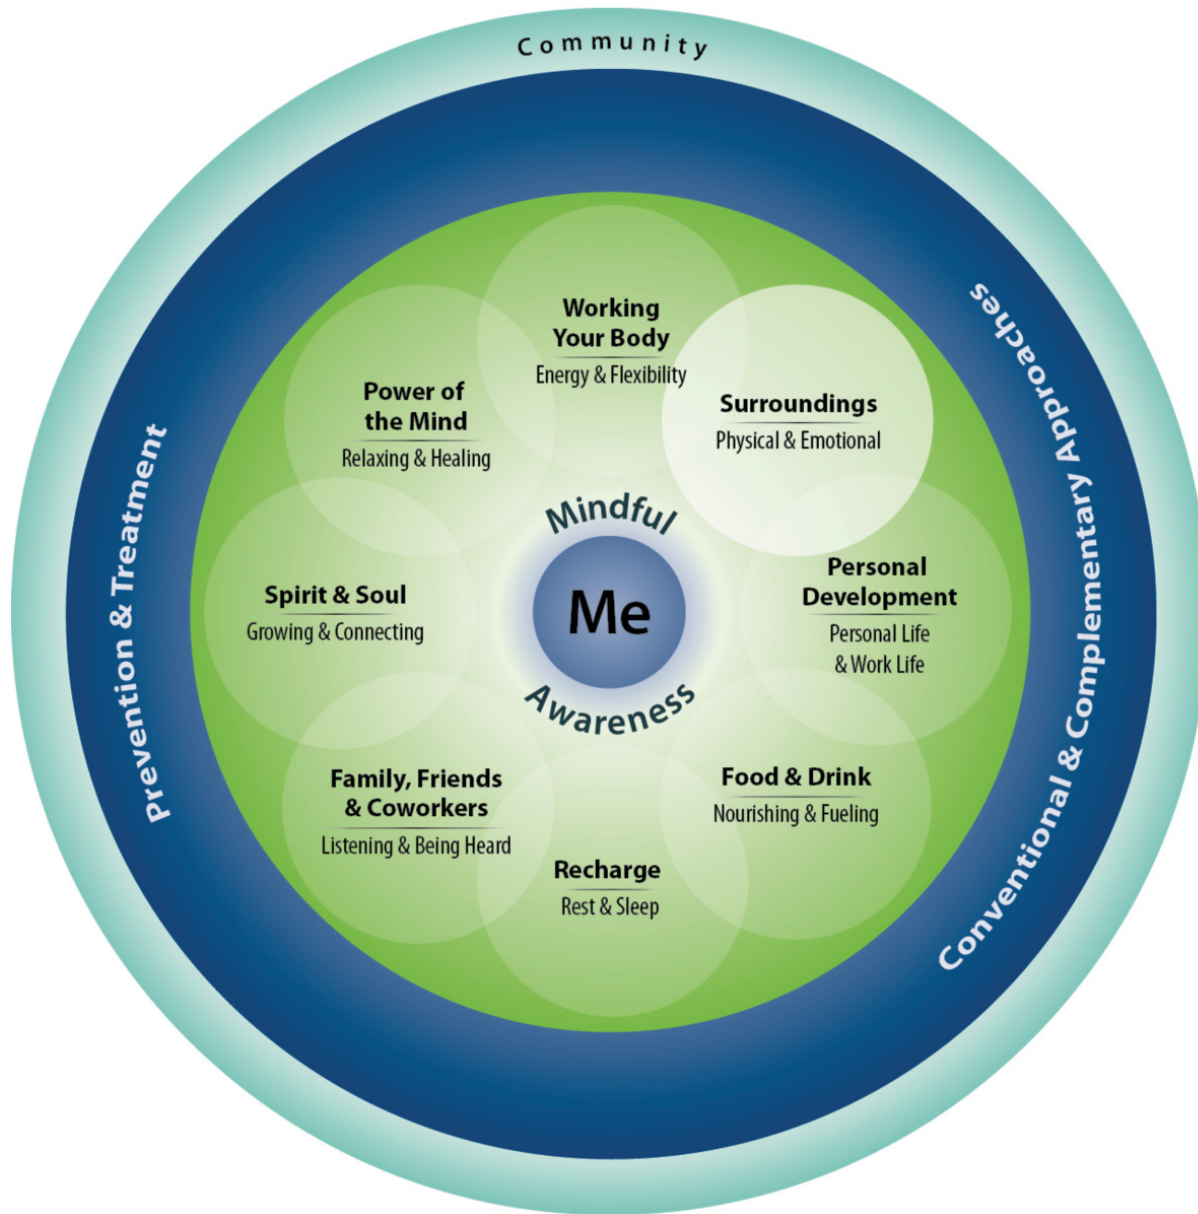 Community
Prevention & Treatment
Conventional & Complementary Approaches
Working
Your Body
Energy & Flexibility
Surroundings
Physical & Emotional
Personal
Development
Personal Life
& Work Life
Food & Drink
Nourishing & Fueling
Recharge
Rest & Sleep
Family, Friends
& Coworkers
Listening & Being Heard
Spirit & Soul
Growing & Connecting
Power of
the Mind
Relaxing & Healing
Mindful
Me
Awareness